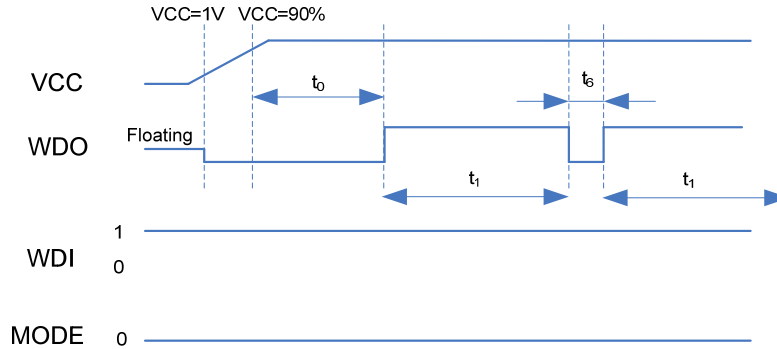 VCC=1V VCC=90%
VCC
t0
t6
Floating
WDO
t1
t1
1
WDI
0
MODE 0